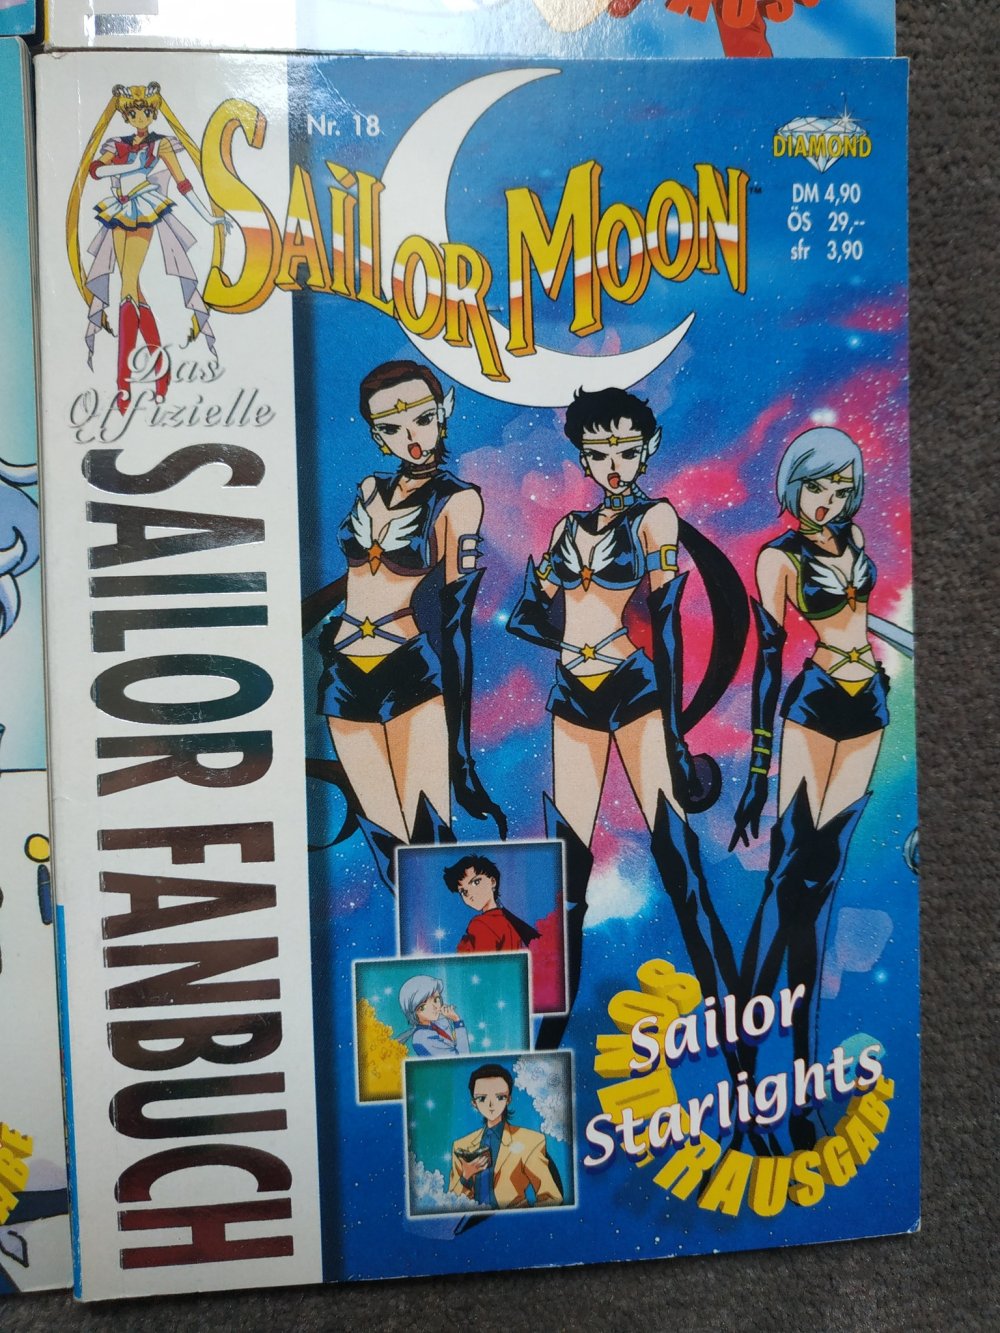 Nr. 18
SAILOR MOON™
DIAMOND
DM 4,90
ÖS 29,--
sfr 3,90
Das
Offizielle
SAILOR FANBUCH
Sailor
Starlights
SONDERAUSGABE